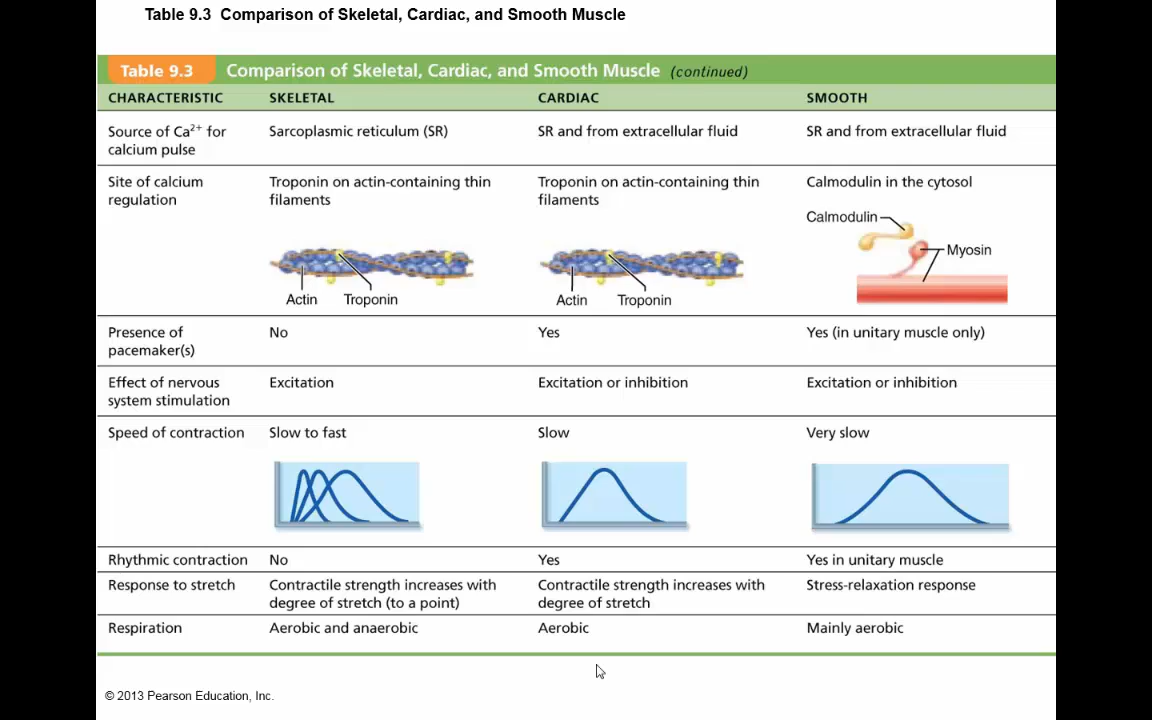 Table 9.3 Comparison of Skeletal, Cardiac, and Smooth Muscle
Table 9.3 Comparison of Skeletal, Cardiac, and Smooth Muscle (continued)
CHARACTERISTIC SKELETAL CARDIAC SMOOTH
Source of Ca²⁺ for Sarcoplasmic reticulum (SR) SR and from extracellular fluid SR and from extracellular fluid
calcium pulse
Site of calcium Troponin on actin-containing thin Troponin on actin-containing thin Calmodulin in the cytosol
regulation filaments filaments
Calmodulin
Myosin
Actin Troponin Actin Troponin
Presence of No Yes Yes (in unitary muscle only)
pacemaker(s)
Effect of nervous Excitation Excitation or inhibition Excitation or inhibition
system stimulation
Speed of contraction Slow to fast Slow Very slow
Rhythmic contraction No Yes Yes in unitary muscle
Response to stretch Contractile strength increases with Contractile strength increases with Stress-relaxation response
degree of stretch (to a point) degree of stretch
Respiration Aerobic and anaerobic Aerobic Mainly aerobic
© 2013 Pearson Education, Inc.